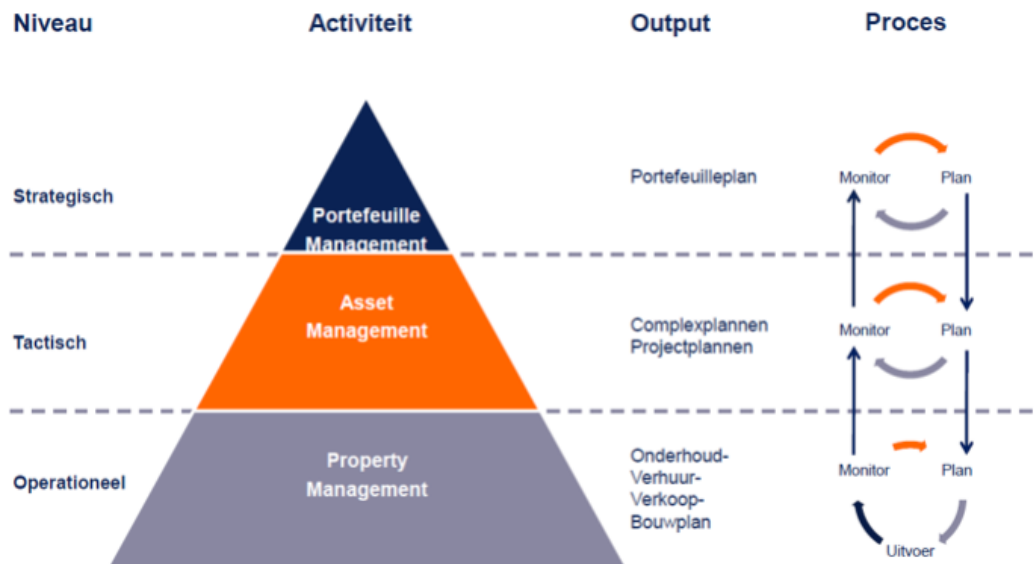 Niveau Activiteit Output Proces
Strategisch
Portefeuille
Management
Portefeuilleplan
Monitor Plan
Tactisch
Asset
Management
Complexplannen
Projectplannen
Monitor Plan
Operationeel
Property
Management
Onderhoud-
Verhuur-
Verkoop-
Bouwplan
Monitor Plan
Uitvoer